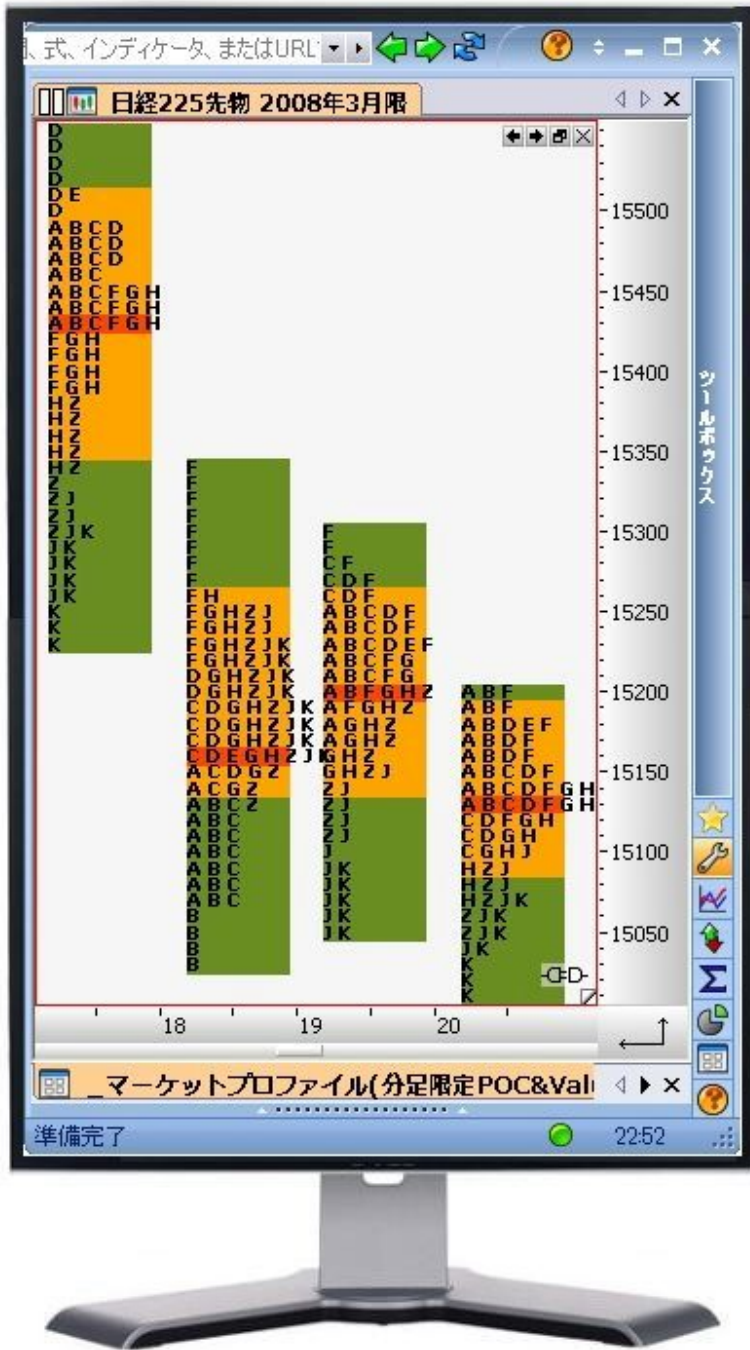 、式、インディケータ、またはURL
日経225先物 2008年3月限
D
D
D
D
D E
D
A B C D
A B C D
A B C D
A B C
A B C F G H
A B C F G H
A B C F G H
F G H
F G H
F G H
F G H
H Z
H Z
H Z
H Z
H Z
Z
Z J
Z J
Z J K
J K
J K
J K
J K
K
K
K
F
F
F
F
F
F
F
F
F H
F G H Z J
F G H Z J
F G H Z J K
F G H Z J K
D G H Z J K
D G H Z J K
C D G H Z J K
C D G H Z J K
C D G H Z J K
C D E G H Z J K
A C D G Z
A C G Z
A B C Z
A B C
A B C
A B C
A B C
A B C
A B C
B
B
B
B
F
F
C F
C D F
C D F
A B C D F
A B C D F
A B C D E F
A B C F G
A B C F G
A B F G H Z
A F G H Z
A G H Z
A G H Z
G H Z
G H Z J
Z J
Z J
Z J
Z J
J
J K
J K
J K
J K
J K
A B F
A B F
A B D E F
A B D F
A B D F
A B C D F
A B C D F G H
A B C D F G H
C D F G H
C D G H
C G H J
H Z J
H Z J
H Z J K
Z J K
Z J K
J K
K
K
K
15500
15450
15400
15350
15300
15250
15200
15150
15100
15050
ツールボックス
18
19
20
_マーケットプロファイル(分足限定POC&Val
準備完了
22:52